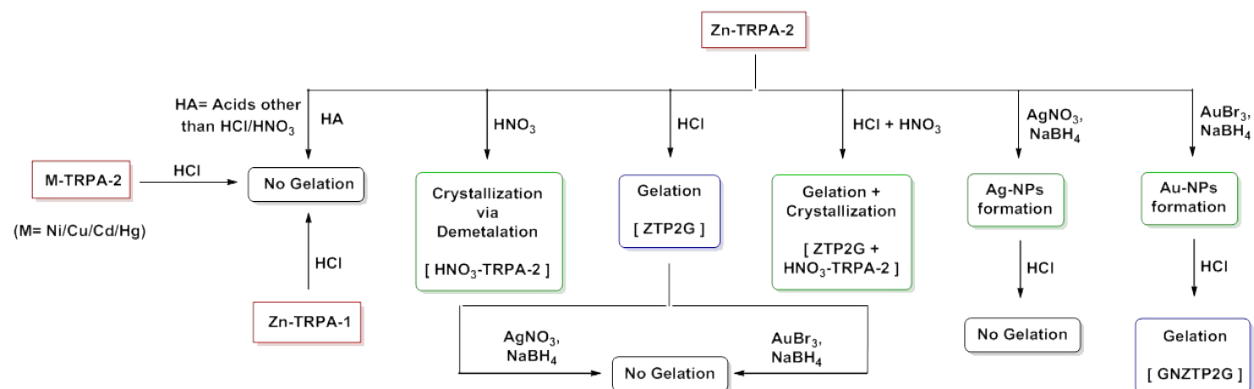 Zn-TRPA-2
HA= Acids other
than HCl/HNO3
HA
HNO3
HCl
HCl + HNO3
AgNO3,
NaBH4
AuBr3,
NaBH4
M-TRPA-2
HCl
No Gelation
(M= Ni/Cu/Cd/Hg)
HCl
Zn-TRPA-1
Crystallization
via
Demetalation
[ HNO3-TRPA-2 ]
Gelation
[ ZTP2G ]
Gelation +
Crystallization
[ ZTP2G +
HNO3-TRPA-2 ]
Ag-NPs
formation
Au-NPs
formation
HCl
HCl
AgNO3,
NaBH4
No Gelation
AuBr3,
NaBH4
No Gelation
Gelation
[ GNZTP2G ]